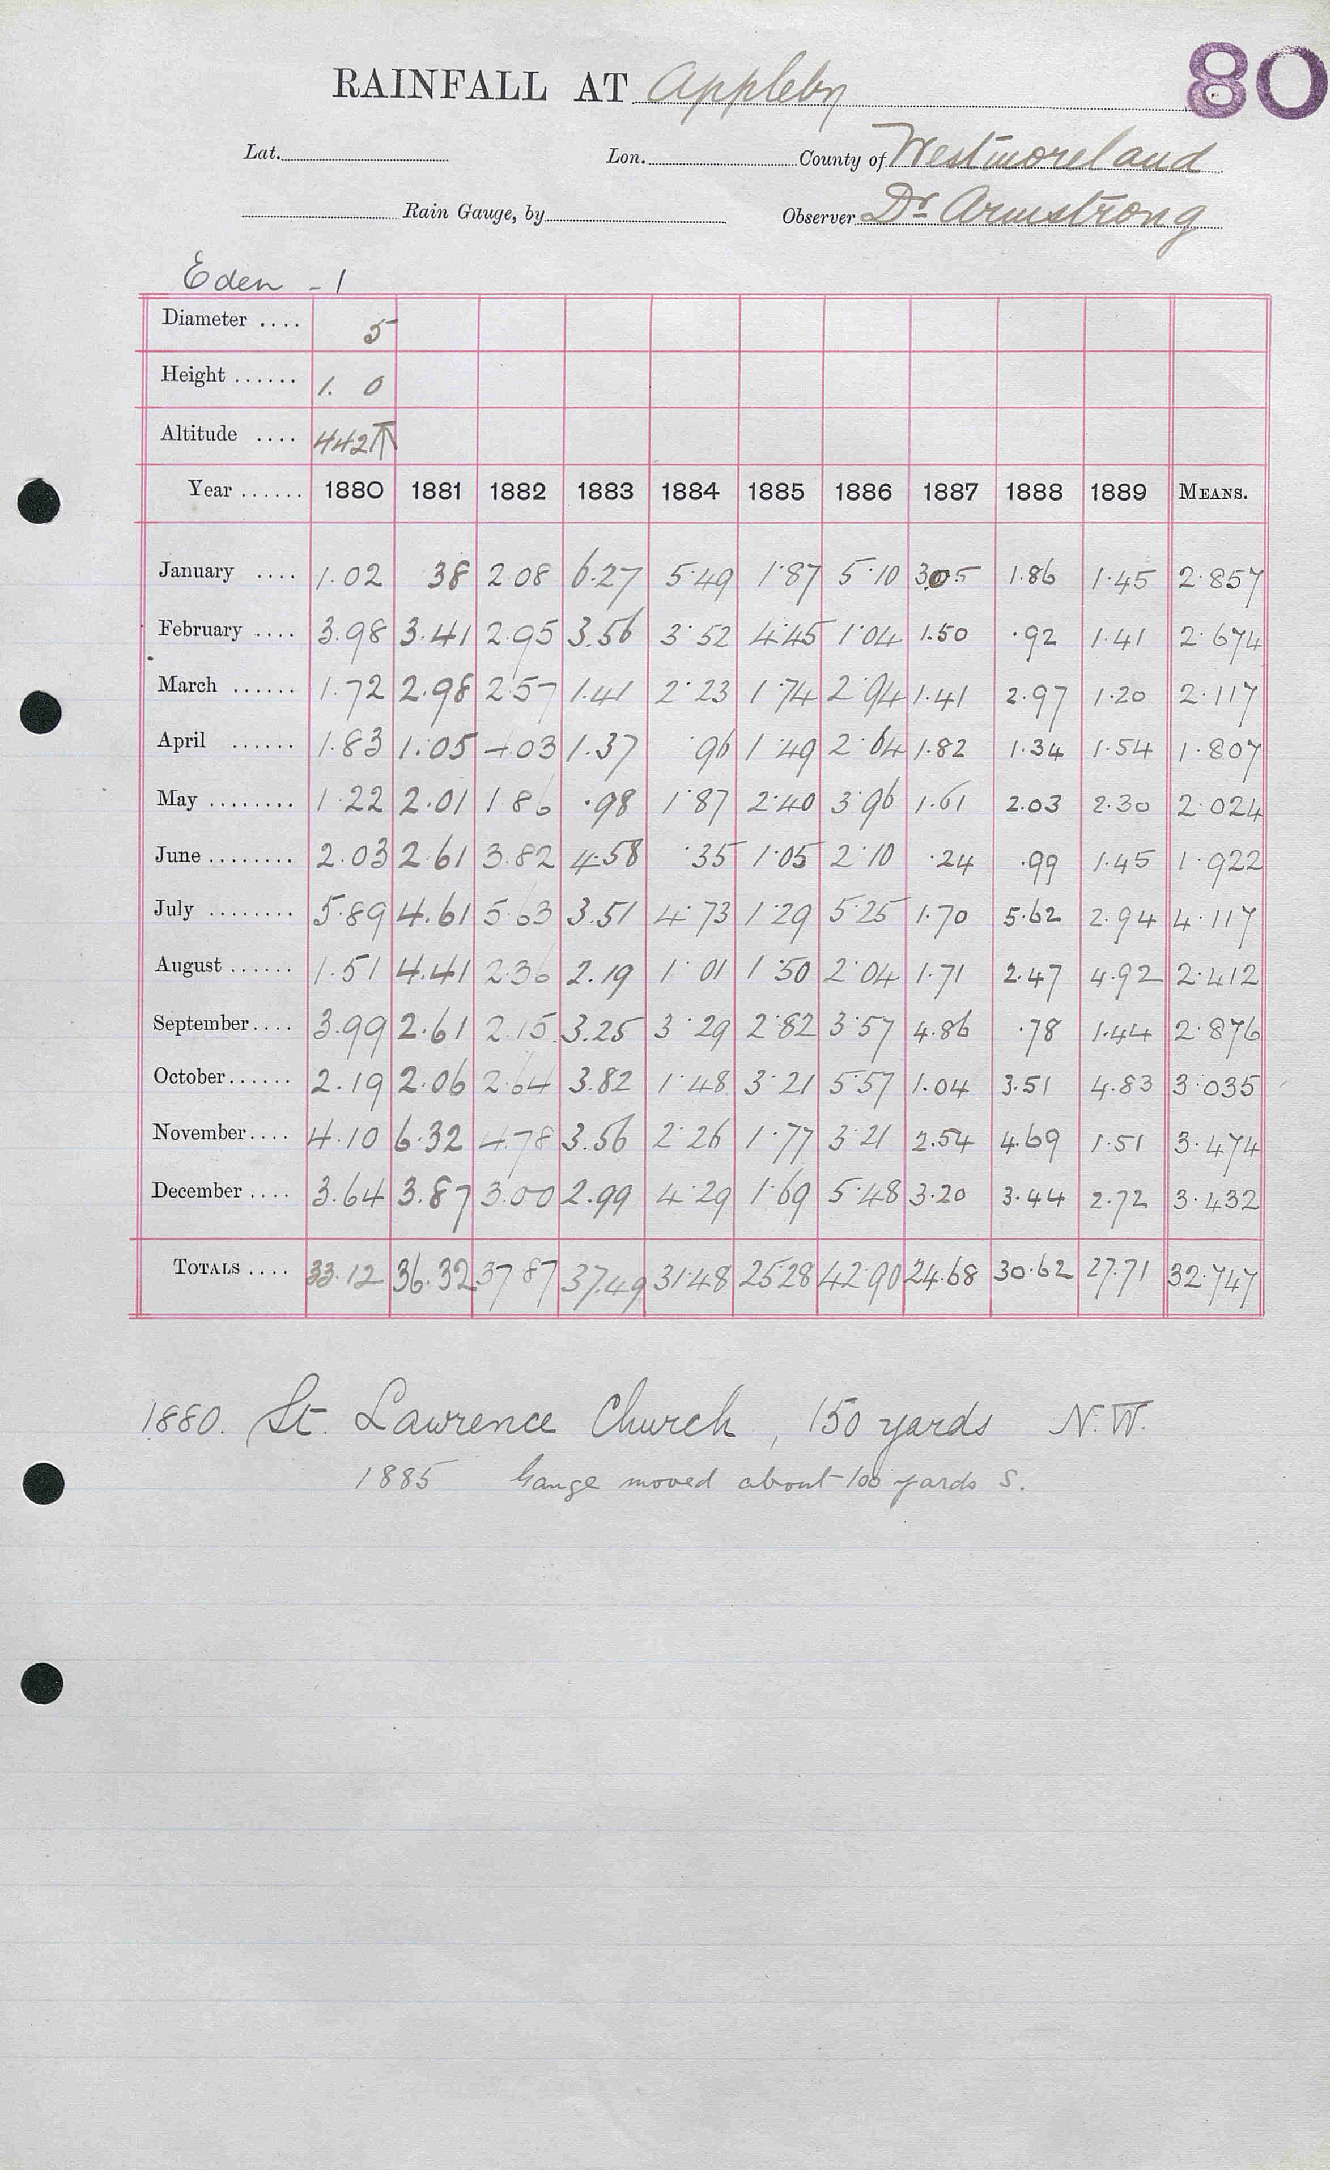 80
RAINFALL AT Appleby
Lat. Lon. County of Westmoreland
Rain Gauge, by Observer Dr Armstrong
Eden - 1
Diameter .... 5
Height ...... 1. 0
Altitude .... 442
Year ...... 1880 1881 1882 1883 1884 1885 1886 1887 1888 1889 MEANS.
January .... 1.02 38 2.08 6.27 5.49 1.87 5.10 3.05 1.86 1.45 2.857
February .... 3.98 3.41 2.95 3.56 3.52 4.45 1.04 1.50 .92 1.41 2.674
March ...... 1.72 2.98 2.57 1.41 2.23 1.74 2.94 1.41 2.97 1.20 2.117
April ...... 1.83 1.05 4.03 1.37 .96 1.49 2.64 1.82 1.34 1.54 1.807
May ........ 1.22 2.01 1.86 .98 1.87 2.40 3.96 1.61 2.03 2.30 2.024
June ........ 2.03 2.61 3.82 4.58 .35 1.05 2.10 .24 .99 1.45 1.922
July ........ 5.89 4.61 5.63 3.51 4.73 1.29 5.25 1.70 5.62 2.94 4.117
August ...... 1.51 4.41 2.36 2.19 1.01 1.50 2.04 1.71 2.47 4.92 2.412
September.... 3.99 2.61 2.15 3.25 3.29 2.82 3.57 4.86 .78 1.44 2.876
October...... 2.19 2.06 2.64 3.82 1.48 3.21 5.57 1.04 3.51 4.83 3.035
November.... 4.10 6.32 4.78 3.56 2.26 1.77 3.21 2.54 4.69 1.51 3.474
December .... 3.64 3.87 3.00 2.99 4.29 1.69 5.48 3.20 3.44 2.72 3.432
TOTALS .... 33.12 36.32 37.87 37.49 31.48 25.28 42.90 24.68 30.62 27.71 32.747
1880. St. Lawrence Church, 150 yards N.W.
1885 Gauge moved about 100 yards S.